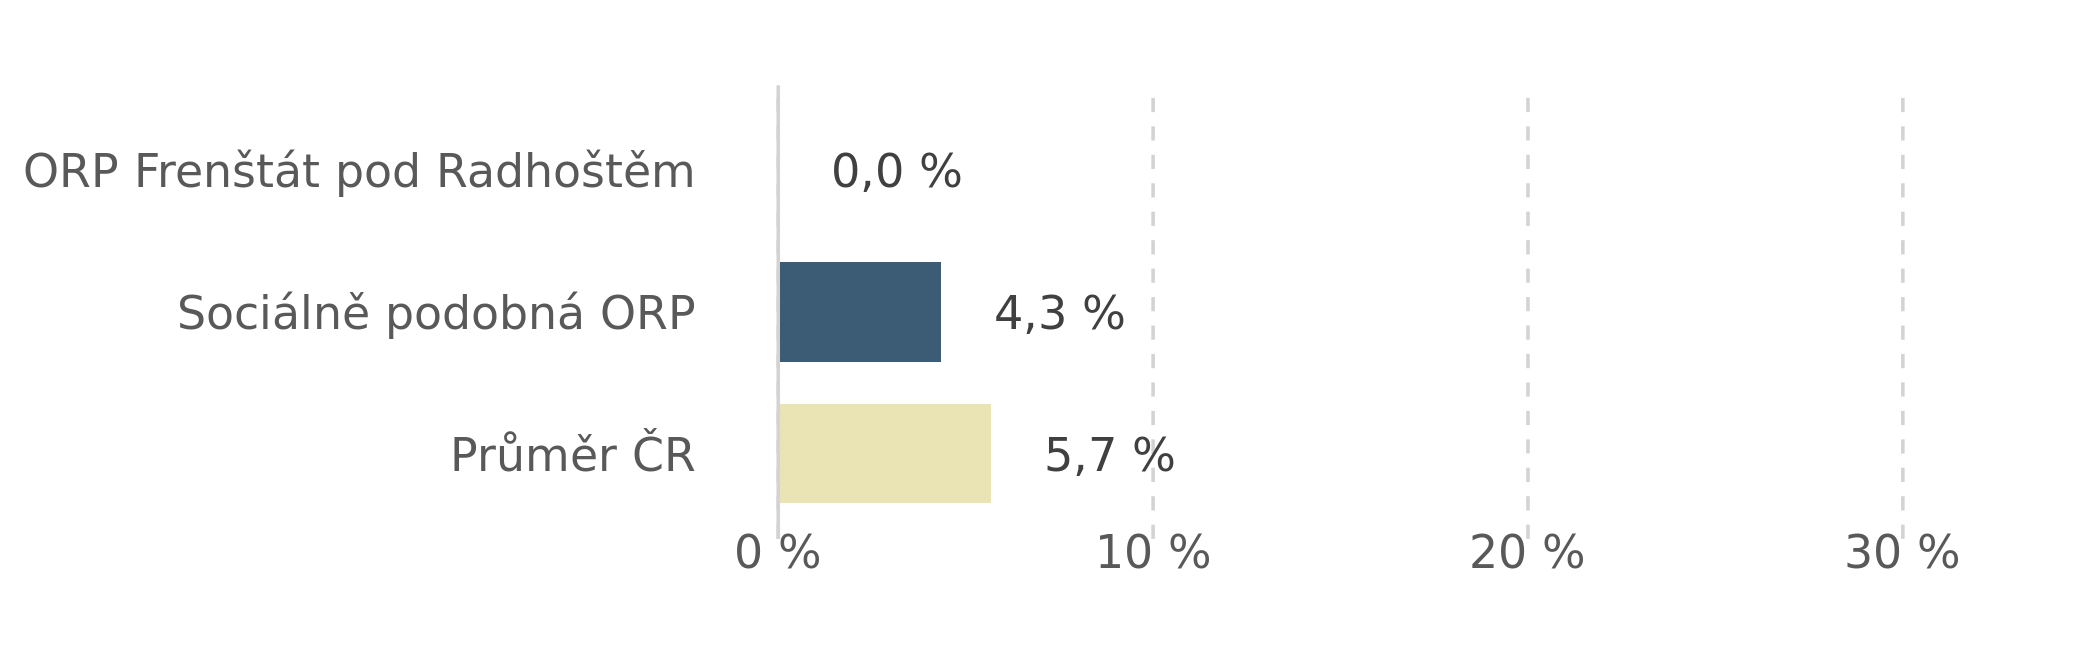 ORP Frenštát pod Radhoštěm 0,0 %
Sociálně podobná ORP 4,3 %
Průměr ČR 5,7 %
0 % 10 % 20 % 30 %